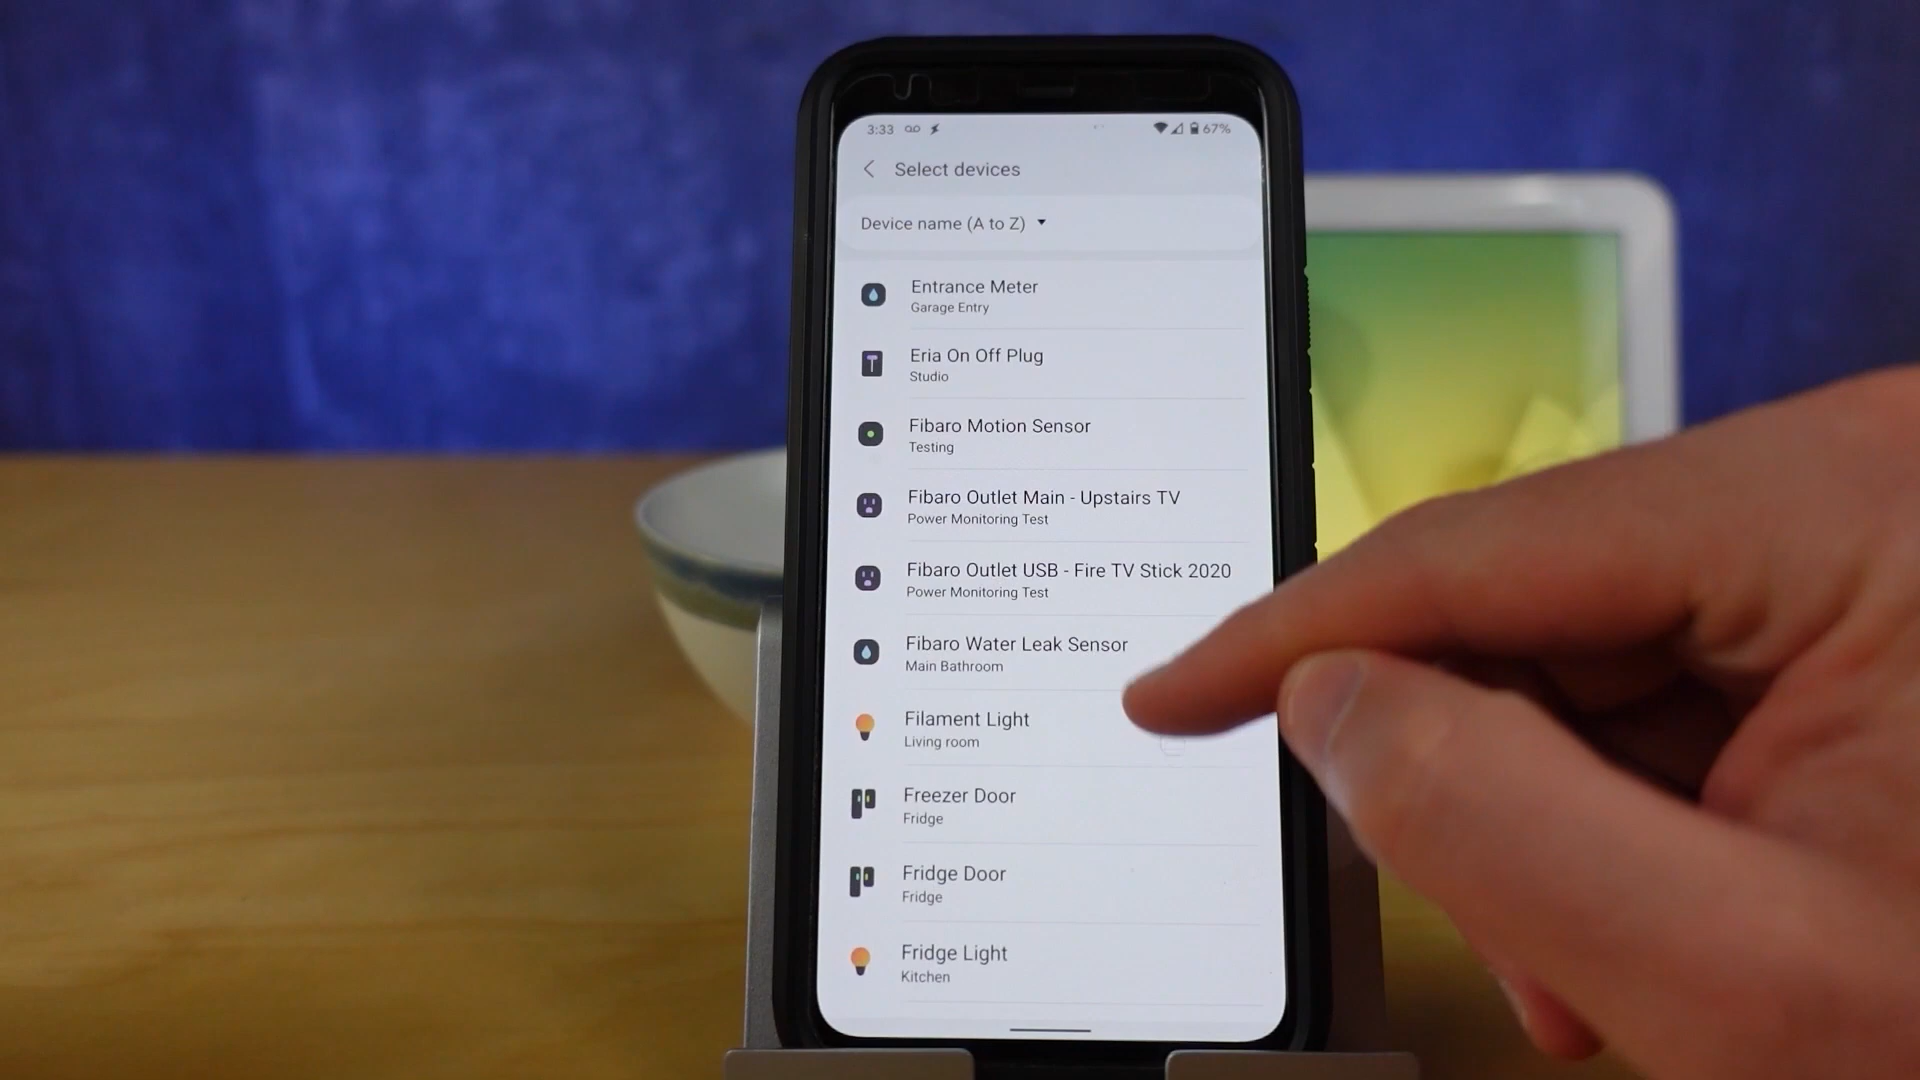 3:33
67%
Select devices
Device name (A to Z)
Entrance Meter
Garage Entry
Eria On Off Plug
Studio
Fibaro Motion Sensor
Testing
Fibaro Outlet Main - Upstairs TV
Power Monitoring Test
Fibaro Outlet USB - Fire TV Stick 2020
Power Monitoring Test
Fibaro Water Leak Sensor
Main Bathroom
Filament Light
Living room
Freezer Door
Fridge
Fridge Door
Fridge
Fridge Light
Kitchen